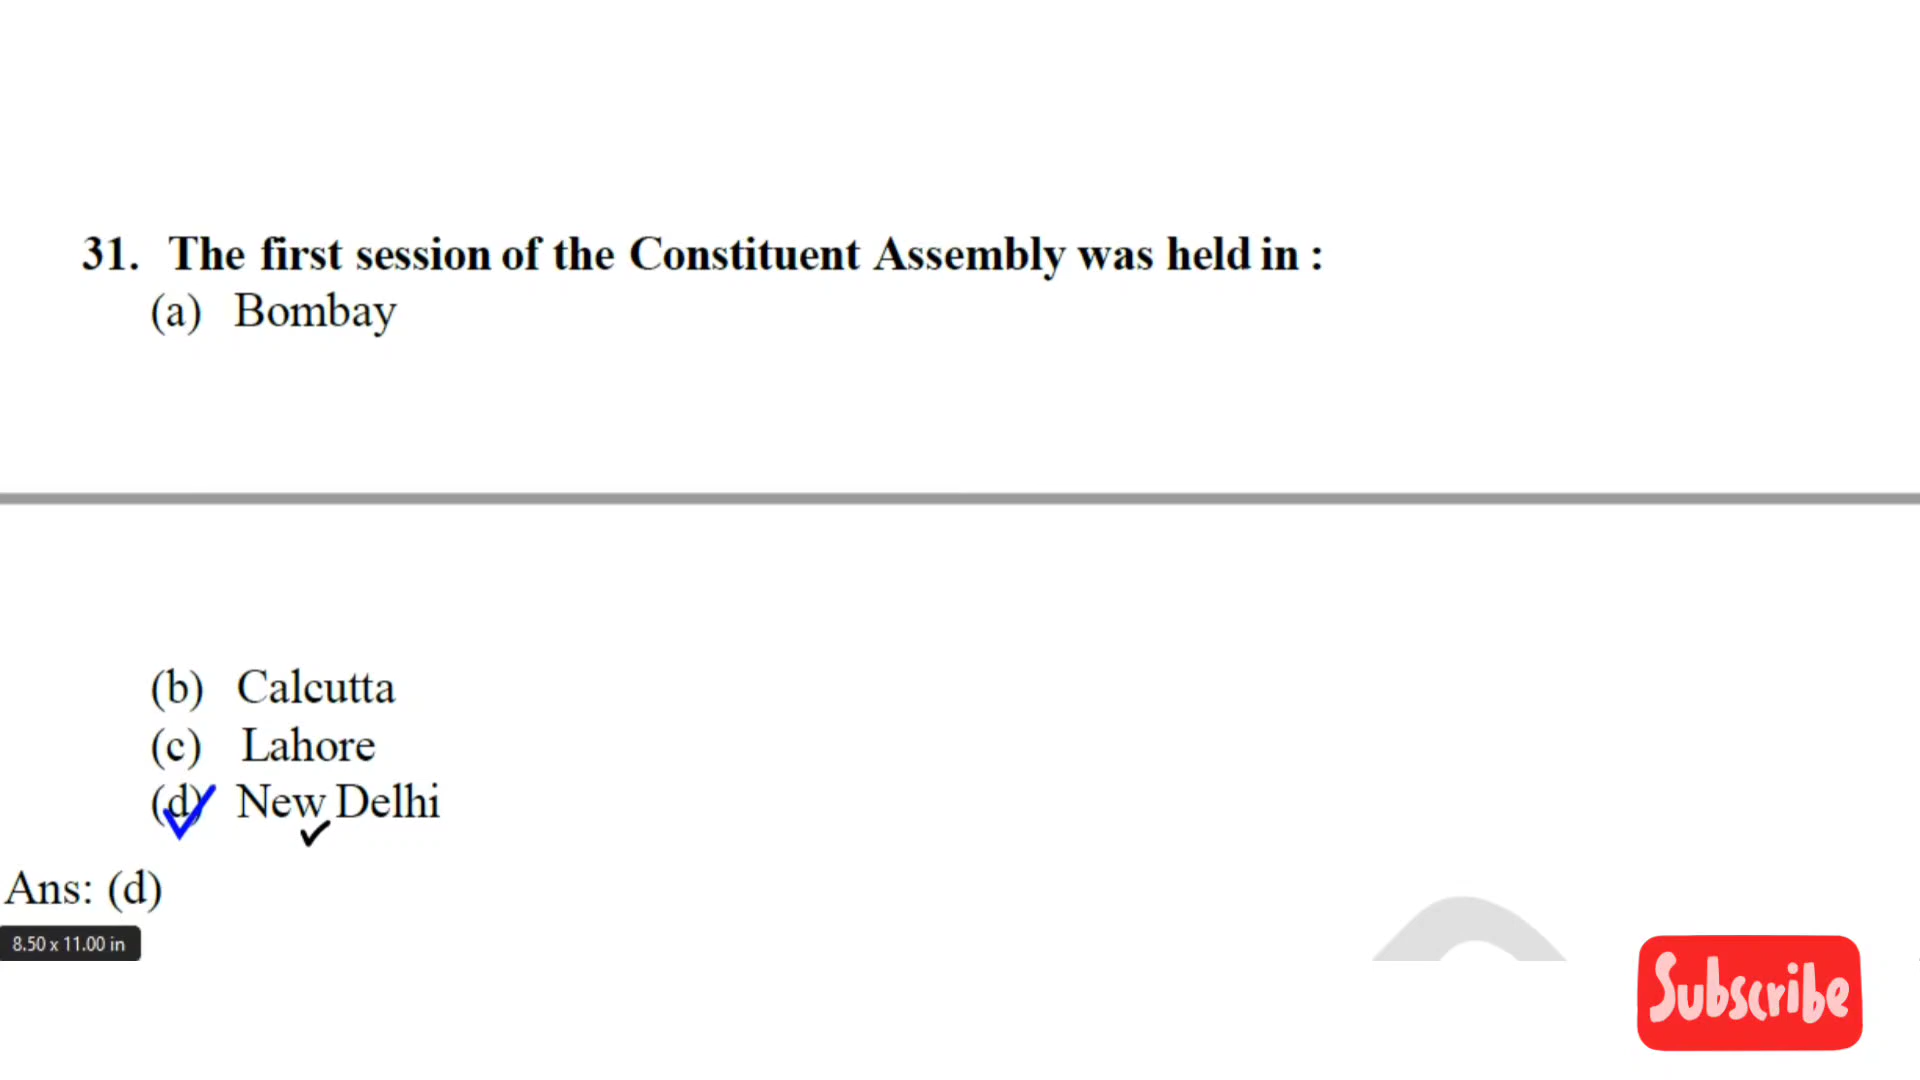 31. The first session of the Constituent Assembly was held in :
(a) Bombay
(b) Calcutta
(c) Lahore
(d) New Delhi
Ans: (d)
8.50 x 11.00 in
Subscribe